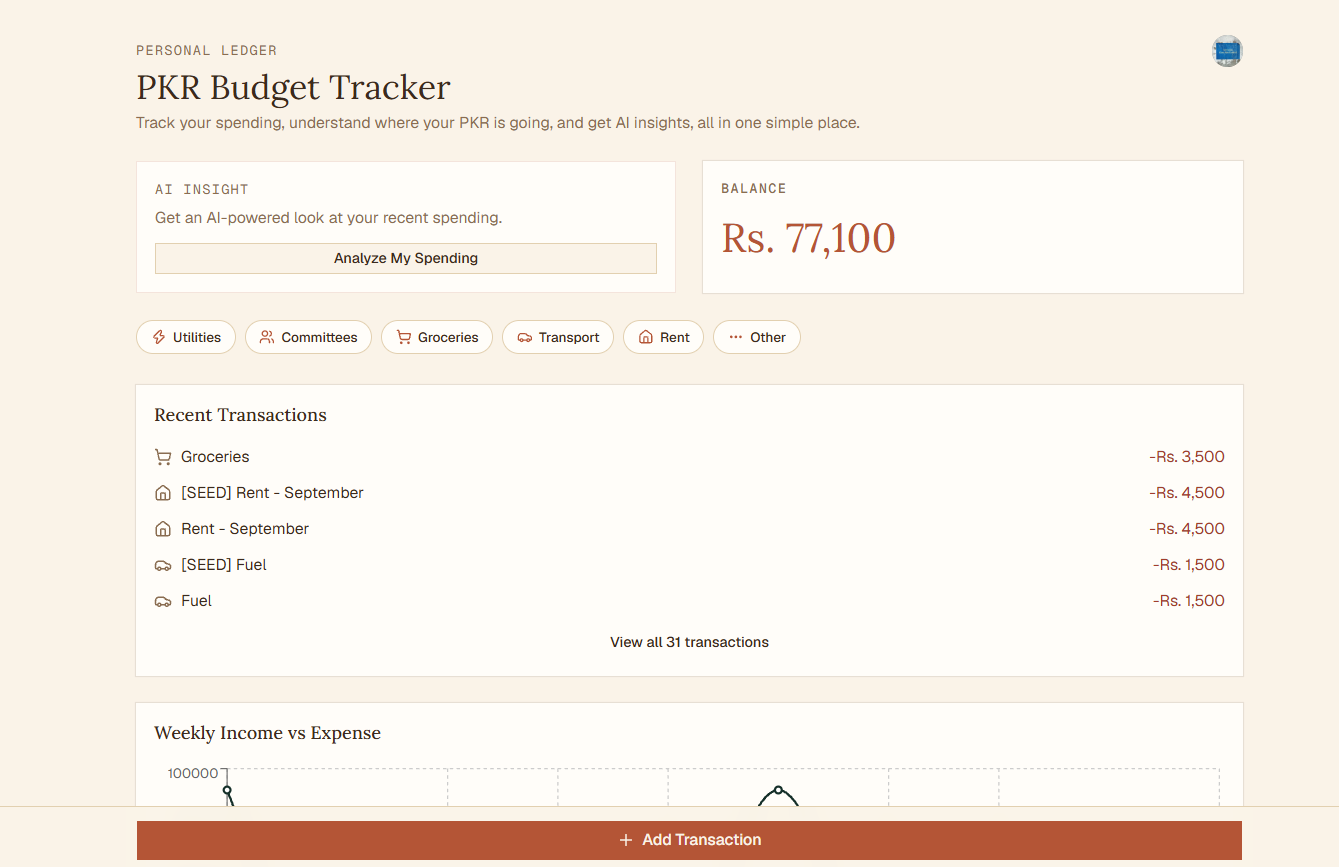 PERSONAL LEDGER
PKR Budget Tracker
Track your spending, understand where your PKR is going, and get AI insights, all in one simple place.
AI INSIGHT
Get an AI-powered look at your recent spending.
Analyze My Spending
BALANCE
Rs. 77,100
Utilities
Committees
Groceries
Transport
Rent
Other
Recent Transactions
Groceries -Rs. 3,500
[SEED] Rent - September -Rs. 4,500
Rent - September -Rs. 4,500
[SEED] Fuel -Rs. 1,500
Fuel -Rs. 1,500
View all 31 transactions
Weekly Income vs Expense
100000
+ Add Transaction